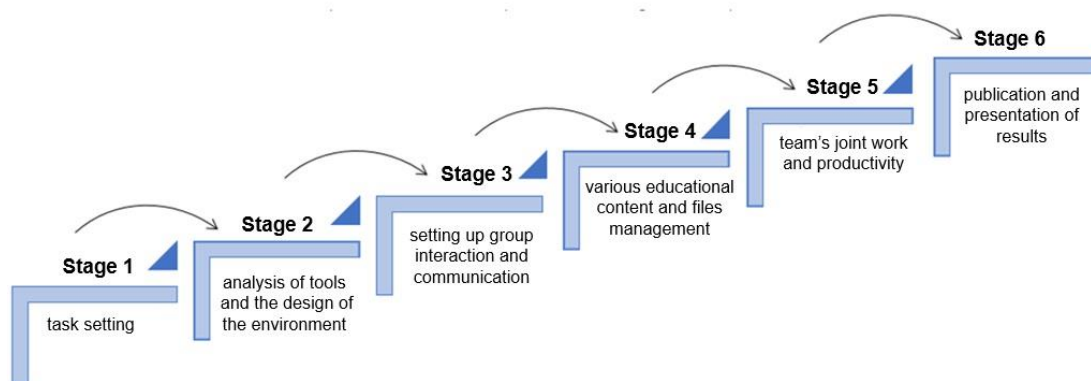 Stage 1
task setting
Stage 2
analysis of tools
and the design of
the environment
Stage 3
setting up group
interaction and
communication
Stage 4
various educational
content and files
management
Stage 5
team's joint work
and productivity
Stage 6
publication and
presentation of
results